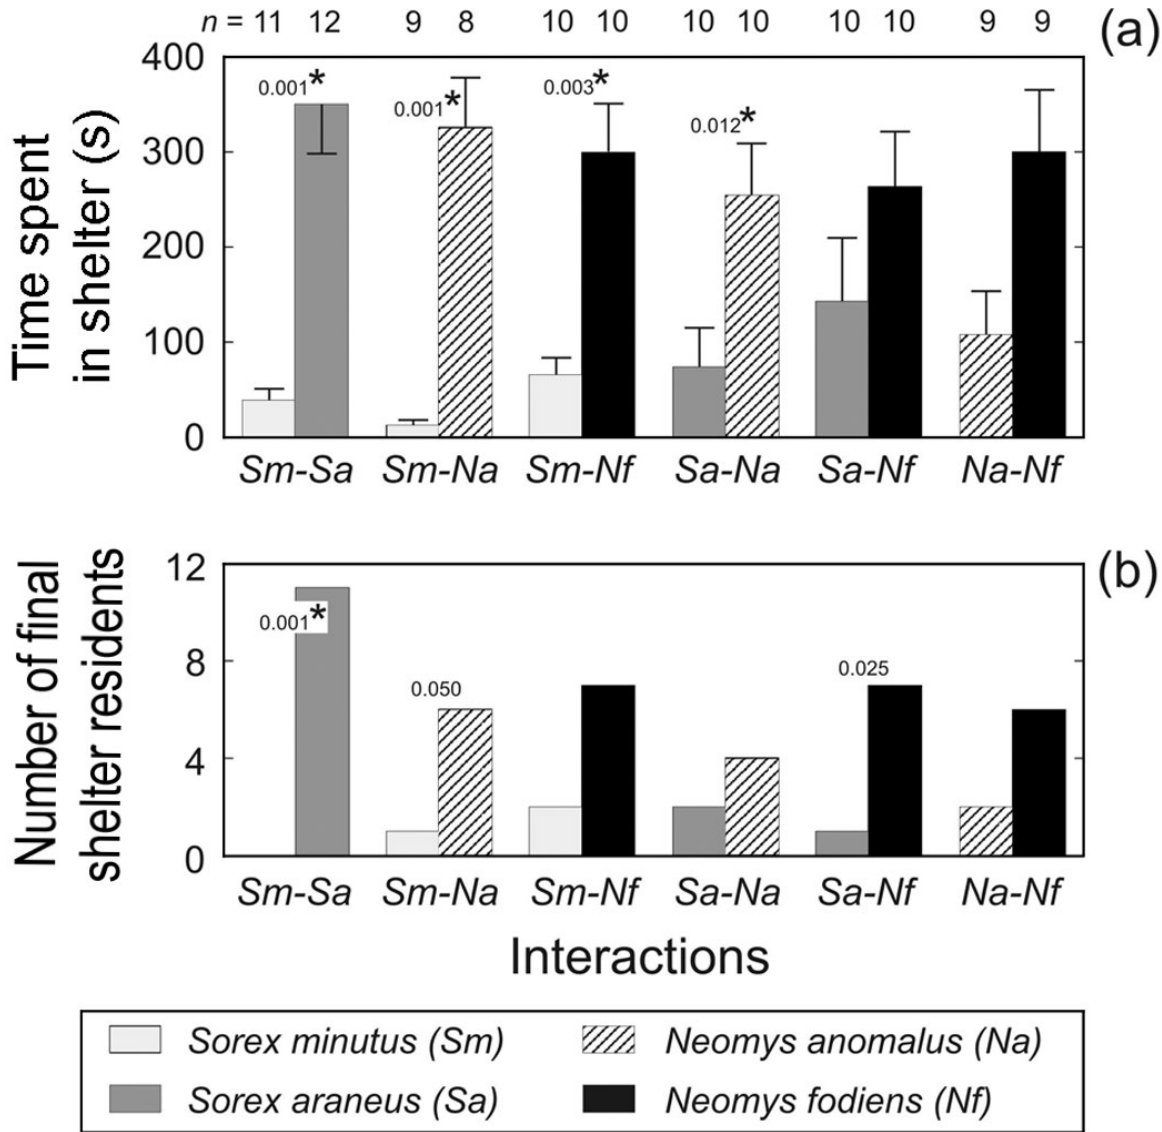 n = 11 12 9 8 10 10 10 10 10 10 9 9
(a)
Time spent
in shelter (s)
400
300
200
100
0
0.001*
0.001*
0.003*
0.012*
Sm-Sa Sm-Na Sm-Nf Sa-Na Sa-Nf Na-Nf
(b)
Number of final
shelter residents
12
8
4
0
0.001*
0.050
0.025
Sm-Sa Sm-Na Sm-Nf Sa-Na Sa-Nf Na-Nf
Interactions
Sorex minutus (Sm)
Neomys anomalus (Na)
Sorex araneus (Sa)
Neomys fodiens (Nf)